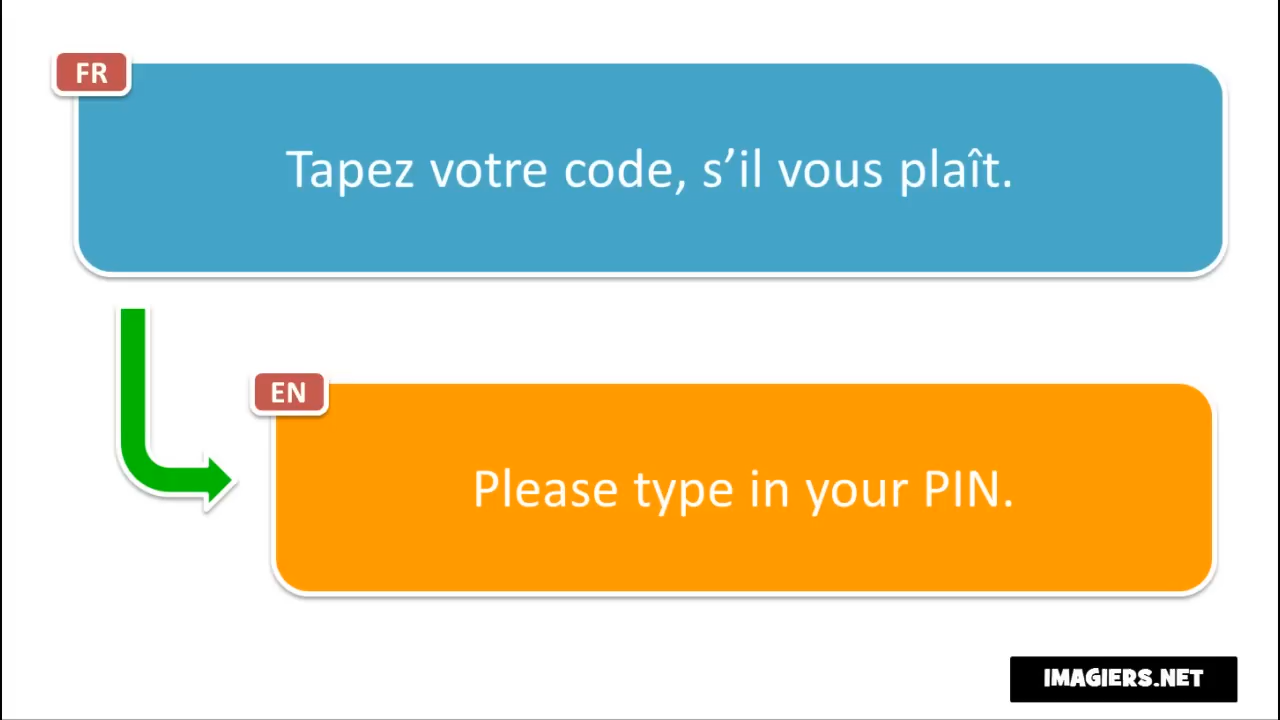 FR
Tapez votre code, s’il vous plaît.
EN
Please type in your PIN.
IMAGIERS.NET